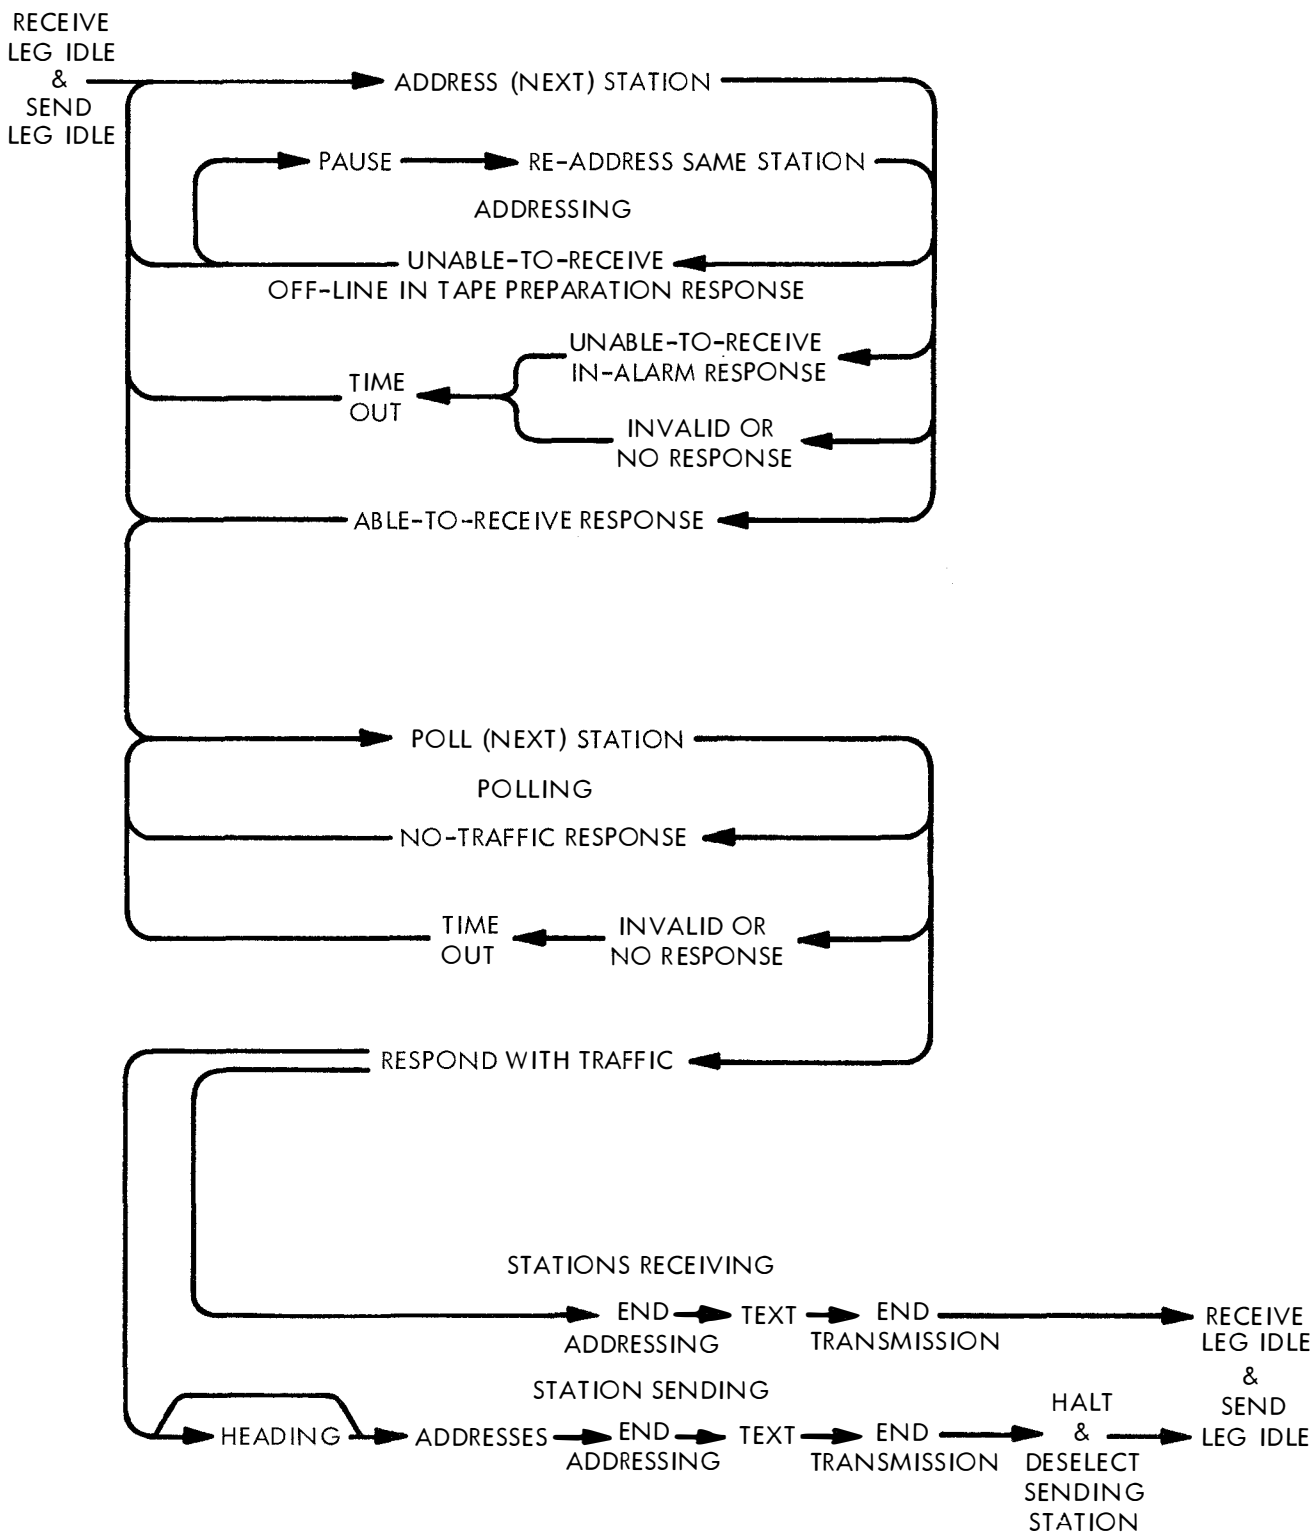 RECEIVE
LEG IDLE
&
SEND
LEG IDLE
ADDRESS (NEXT) STATION
PAUSE
RE-ADDRESS SAME STATION
ADDRESSING
UNABLE-TO-RECEIVE
OFF-LINE IN TAPE PREPARATION RESPONSE
UNABLE-TO-RECEIVE
IN-ALARM RESPONSE
TIME
OUT
INVALID OR
NO RESPONSE
ABLE-TO-RECEIVE RESPONSE
POLL (NEXT) STATION
POLLING
NO-TRAFFIC RESPONSE
TIME
OUT
INVALID OR
NO RESPONSE
RESPOND WITH TRAFFIC
STATIONS RECEIVING
END
ADDRESSING
TEXT
END
TRANSMISSION
RECEIVE
LEG IDLE
&
SEND
LEG IDLE
STATION SENDING
HEADING
ADDRESSES
END
ADDRESSING
TEXT
END
TRANSMISSION
HALT
&
DESELECT
SENDING
STATION